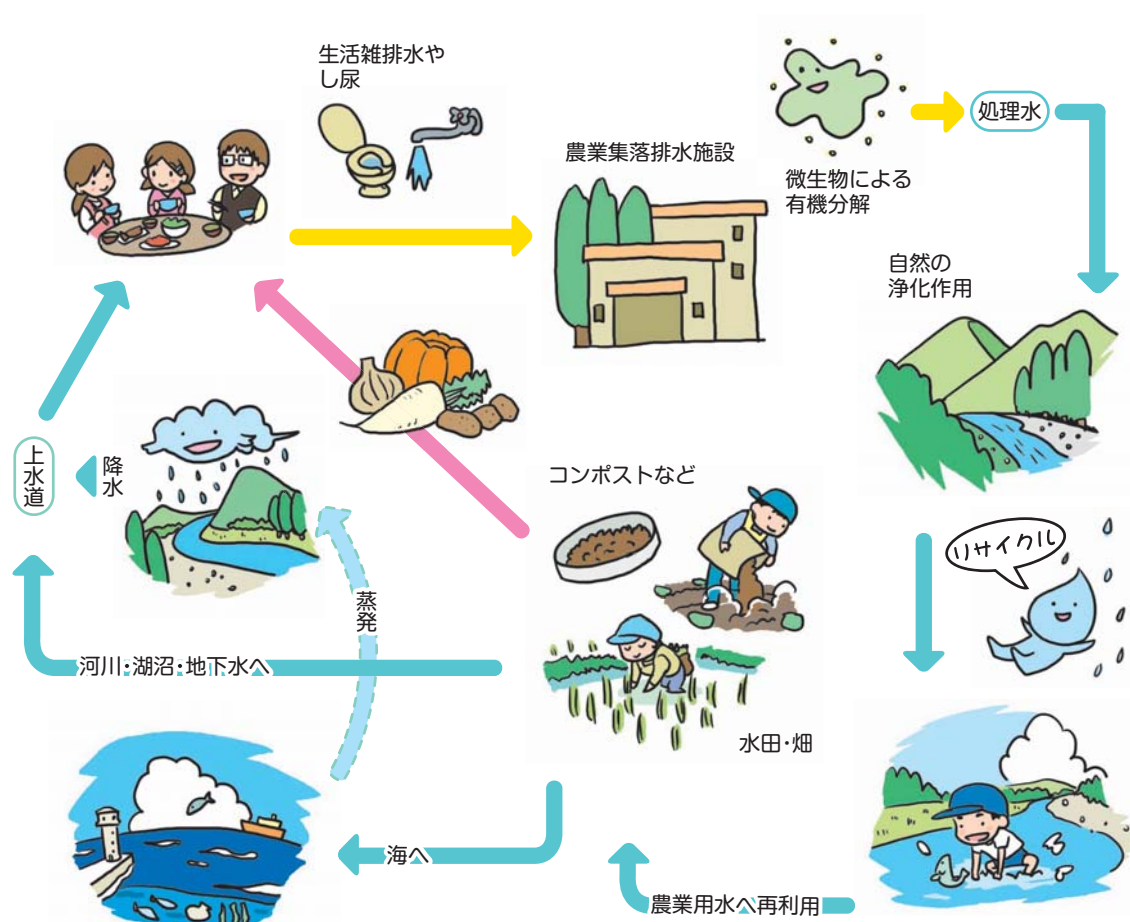 生活雑排水や
し尿
農業集落排水施設
微生物による
有機分解
処理水
自然の
浄化作用
リサイクル
コンポストなど
水田・畑
上水道
降水
蒸発
河川・湖沼・地下水へ
海へ
農業用水へ再利用